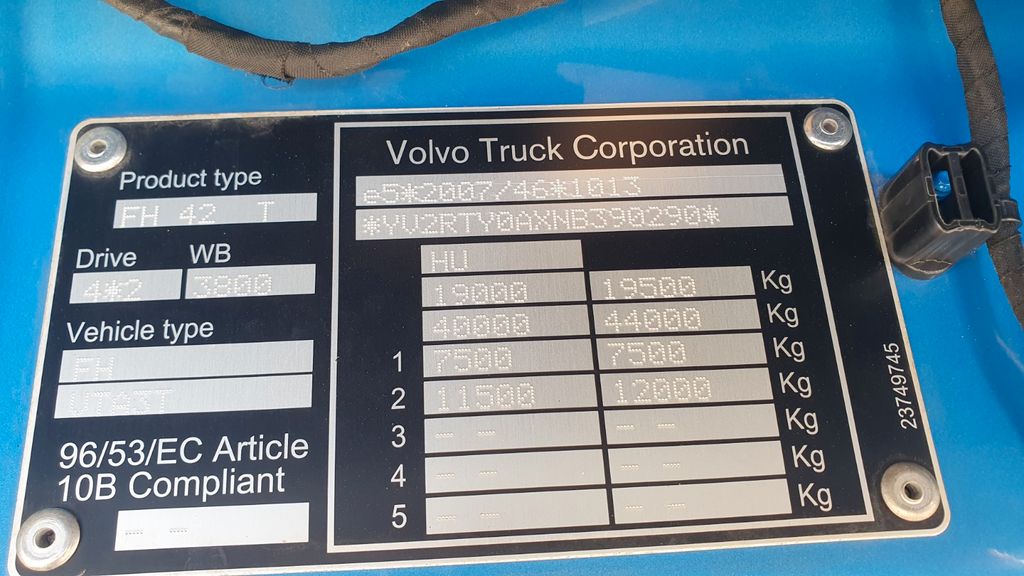 Product type
FH 42 T
Drive WB
4*2 3800
Vehicle type
FH
VTA3T
96/53/EC Article
10B Compliant
---- ----
Volvo Truck Corporation
e5*2007/46*1013
*YV2RTY0AXNB390290*
HU
19000 19500 Kg
40000 44000 Kg
1 7500 7500 Kg
2 11500 12000 Kg
3 ---- ---- ---- ---- Kg
4 ---- ---- ---- ---- Kg
5 ---- ---- ---- ---- Kg
23749745